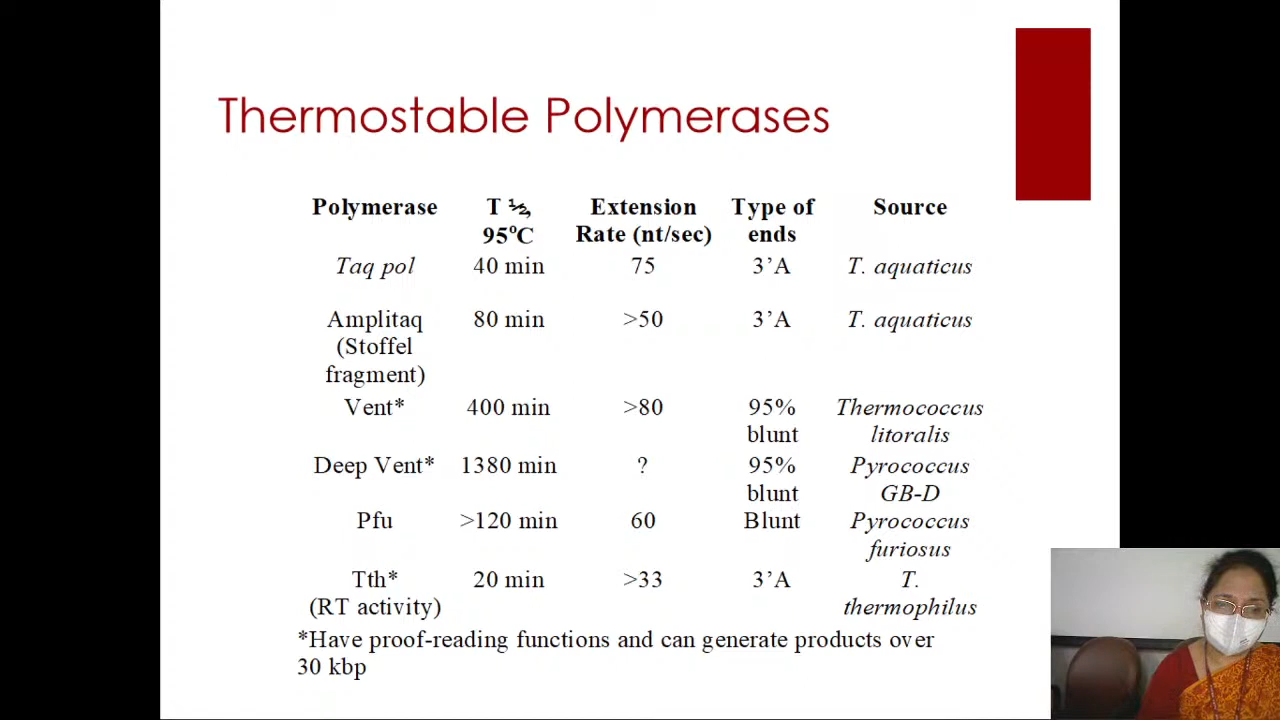 Thermostable Polymerases
Polymerase T ½, Extension Type of Source
95ºC Rate (nt/sec) ends
Taq pol 40 min 75 3’A T. aquaticus
Amplitaq 80 min >50 3’A T. aquaticus
(Stoffel
fragment)
Vent* 400 min >80 95% Thermococcus
blunt litoralis
Deep Vent* 1380 min ? 95% Pyrococcus
blunt GB-D
Pfu >120 min 60 Blunt Pyrococcus
furiosus
Tth* 20 min >33 3’A T.
(RT activity) thermophilus
*Have proof-reading functions and can generate products over
30 kbp